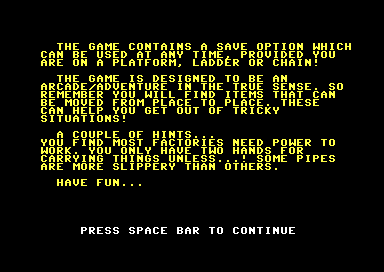 THE GAME CONTAINS A SAVE OPTION WHICH
CAN BE USED AT ANY TIME, PROVIDED YOU
ARE ON A PLATFORM, LADDER OR CHAIN!
THE GAME IS DESIGNED TO BE AN
ARCADE/ADVENTURE IN THE TRUE SENSE. SO
REMEMBER YOU WILL FIND ITEMS THAT CAN
BE MOVED FROM PLACE TO PLACE. THESE
CAN HELP YOU GET OUT OF TRICKY
SITUATIONS!
A COUPLE OF HINTS...
YOU FIND MOST FACTORIES NEED POWER TO
WORK. YOU ONLY HAVE TWO HANDS FOR
CARRYING THINGS UNLESS...! SOME PIPES
ARE MORE SLIPPERY THAN OTHERS.
HAVE FUN...
PRESS SPACE BAR TO CONTINUE